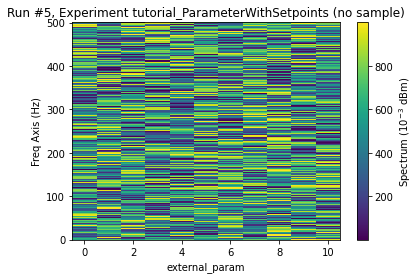 Run #5, Experiment tutorial_ParameterWithSetpoints (no sample)
500
400
300
200
100
0
Freq Axis (Hz)
0 2 4 6 8 10
external_param
800
600
400
200
Spectrum (10⁻³ dBm)